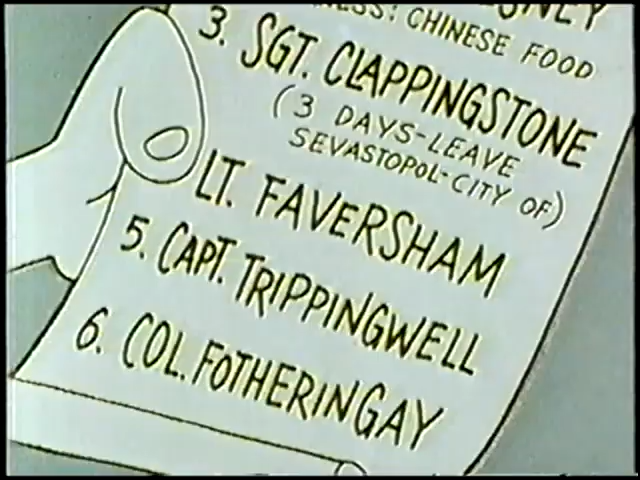 NESS: CHINESE FOOD
3. SGT. CLAPPINGSTONE
(3 DAYS-LEAVE
SEVASTOPOL-CITY OF)
LT. FAVERSHAM
5. CAPT. TRIPPINGWELL
6. COL. FOTHERINGAY